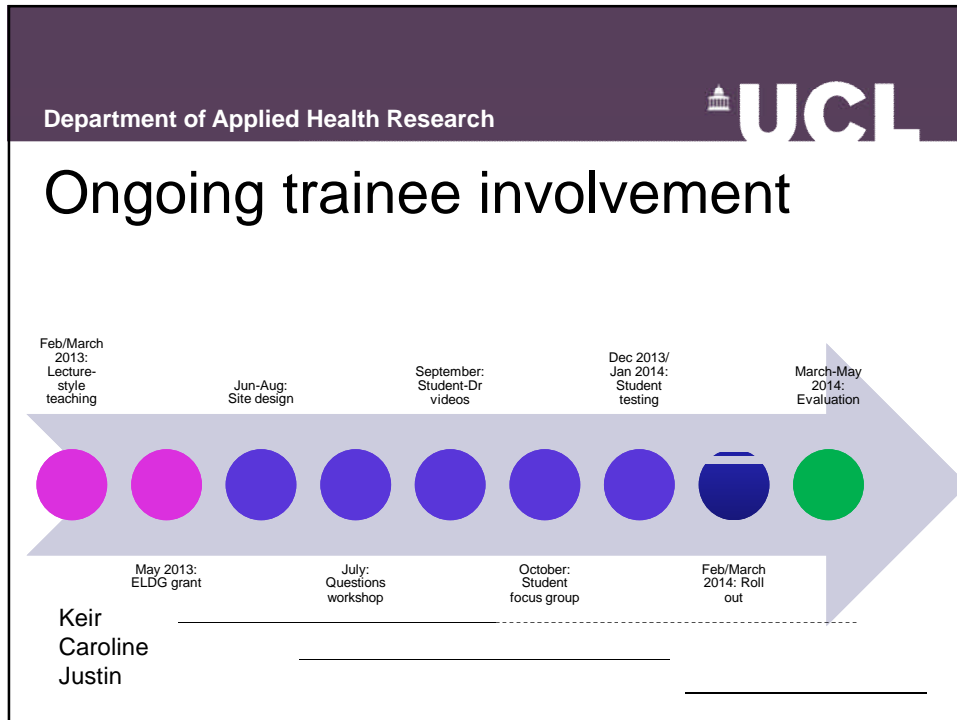 Department of Applied Health Research
UCL
Ongoing trainee involvement
Feb/March
2013:
Lecture-
style
teaching
Jun-Aug:
Site design
September:
Student-Dr
videos
Dec 2013/
Jan 2014:
Student
testing
March-May
2014:
Evaluation
May 2013:
ELDG grant
July:
Questions
workshop
October:
Student
focus group
Feb/March
2014: Roll
out
Keir
Caroline
Justin